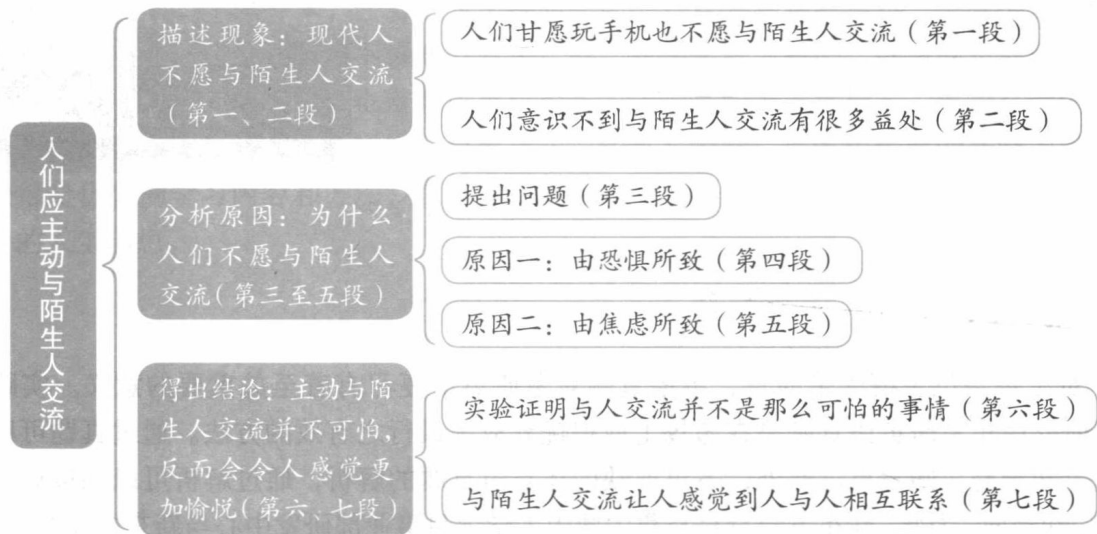 人们应主动与陌生人交流
描述现象：现代人
不愿与陌生人交流
（第一、二段）
人们甘愿玩手机也不愿与陌生人交流（第一段）
人们意识不到与陌生人交流有很多益处（第二段）
分析原因：为什么
人们不愿与陌生人
交流（第三至五段）
提出问题（第三段）
原因一：由恐惧所致（第四段）
原因二：由焦虑所致（第五段）
得出结论：主动与陌
生人交流并不可怕，
反而会令人感觉更
加愉悦（第六、七段）
实验证明与人交流并不是那么可怕的事情（第六段）
与陌生人交流让人感觉到人与人相互联系（第七段）